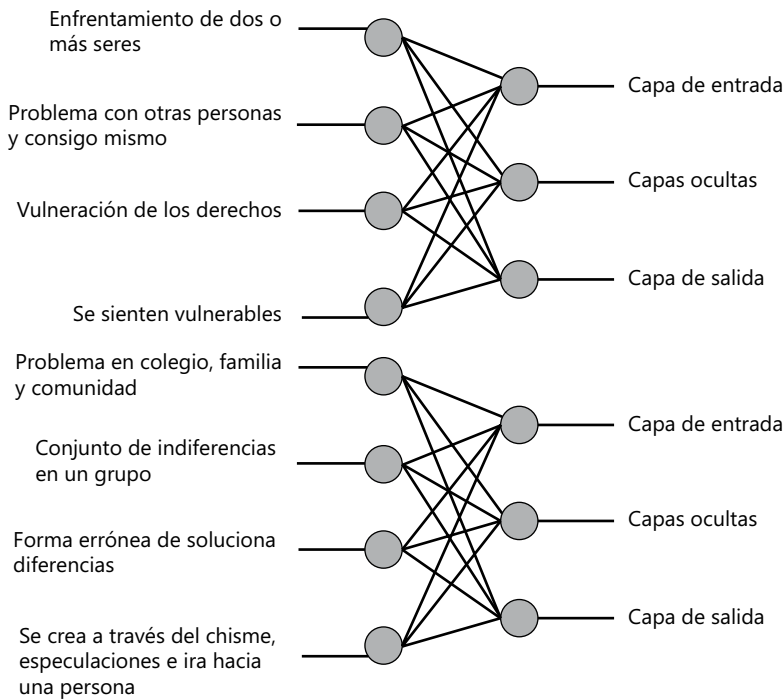 Enfrentamiento de dos o
más seres
Capa de entrada
Problema con otras personas
y consigo mismo
Capas ocultas
Vulneración de los derechos
Capa de salida
Se sienten vulnerables
Problema en colegio, familia
y comunidad
Capa de entrada
Conjunto de indiferencias
en un grupo
Capas ocultas
Forma errónea de soluciona
diferencias
Capa de salida
Se crea a través del chisme,
especulaciones e ira hacia
una persona